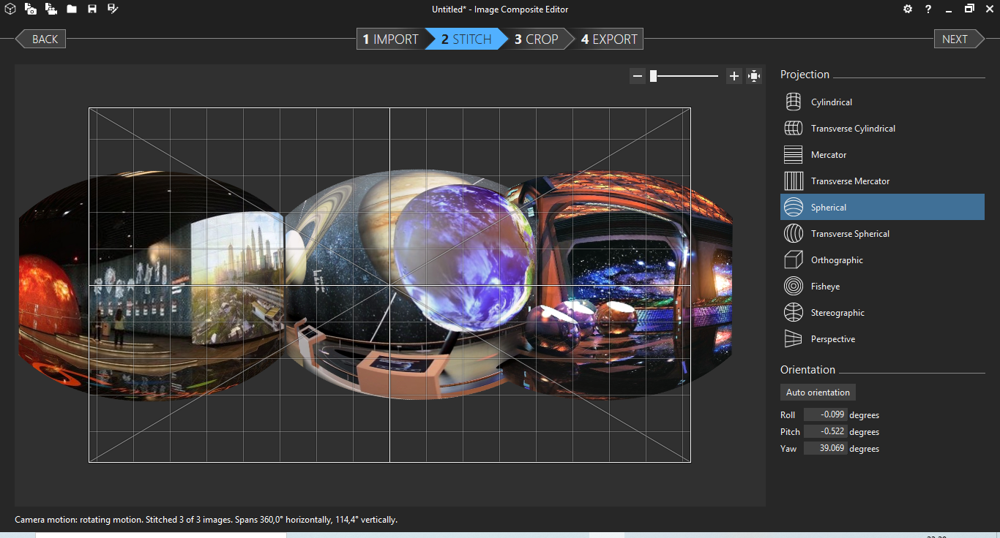 Untitled* - Image Composite Editor
BACK
1 IMPORT
2 STITCH
3 CROP
4 EXPORT
NEXT
Projection
Cylindrical
Transverse Cylindrical
Mercator
Transverse Mercator
Spherical
Transverse Spherical
Orthographic
Fisheye
Stereographic
Perspective
Orientation
Auto orientation
Roll -0.099 degrees
Pitch -0.522 degrees
Yaw 39.069 degrees
Camera motion: rotating motion. Stitched 3 of 3 images. Spans 360,0° horizontally, 114,4° vertically.